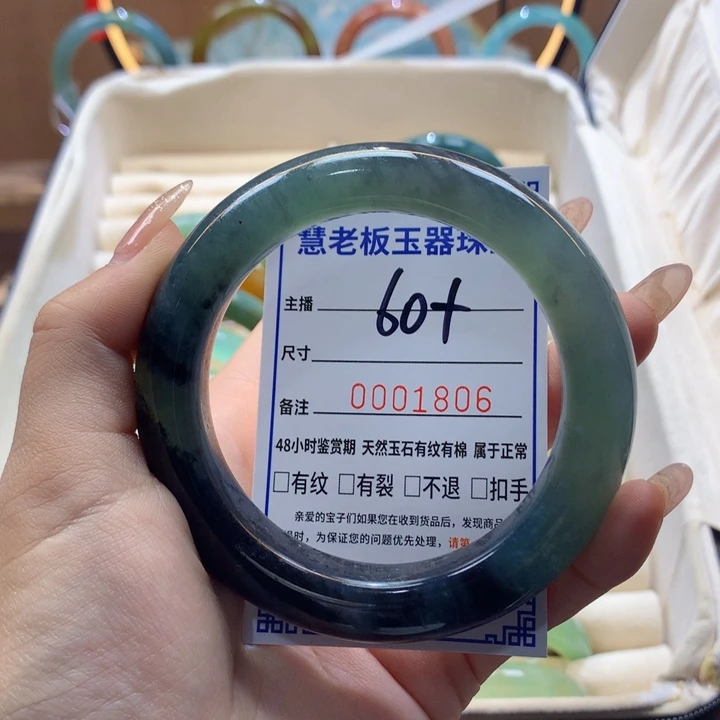 慧老板玉器珠
主播 60+
尺寸
备注 0001806
48小时鉴赏期 天然玉石有纹有棉 属于正常
□有纹 □有裂 □不退 □扣手
亲爱的宝子们如果您在收到货品后，发现商品
时，为保证您的问题优先处理，请第